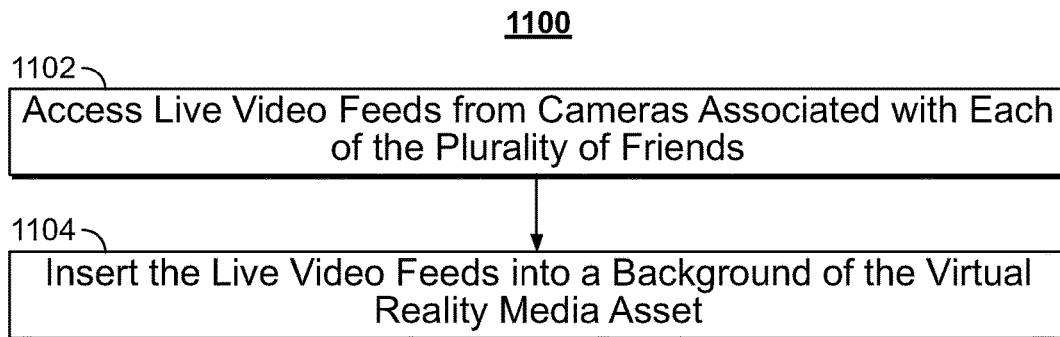 1100
1102
Access Live Video Feeds from Cameras Associated with Each
of the Plurality of Friends
1104
Insert the Live Video Feeds into a Background of the Virtual
Reality Media Asset